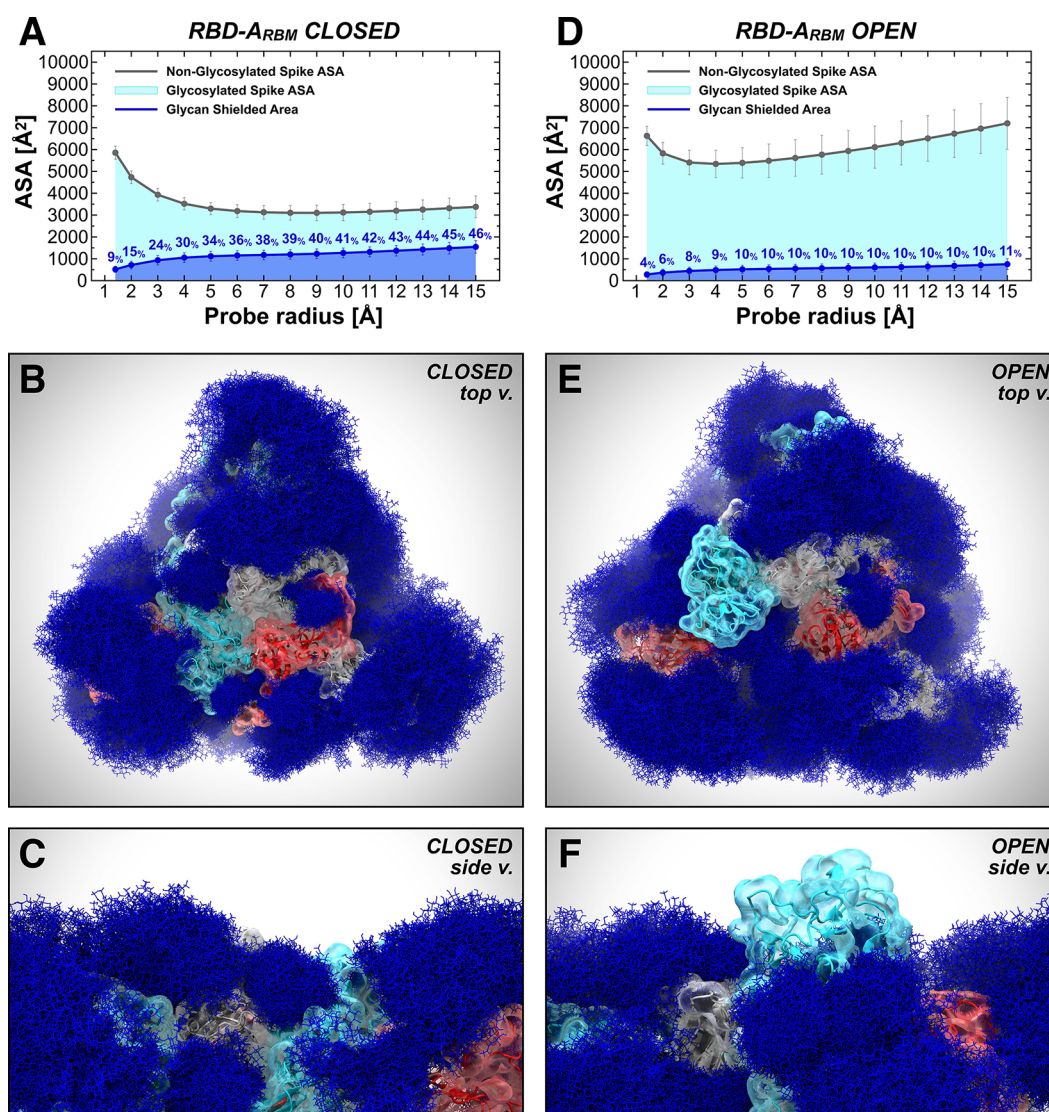 A
RBD-ARBM CLOSED
10000
9000
8000
7000
6000
5000
4000
3000
2000
1000
0
ASA [Å2]
Non-Glycosylated Spike ASA
Glycosylated Spike ASA
Glycan Shielded Area
9% 15% 24% 30% 34% 36% 38% 39% 40% 41% 42% 43% 44% 45% 46%
1 2 3 4 5 6 7 8 9 10 11 12 13 14 15
Probe radius [Å]
D
RBD-ARBM OPEN
10000
9000
8000
7000
6000
5000
4000
3000
2000
1000
0
ASA [Å2]
Non-Glycosylated Spike ASA
Glycosylated Spike ASA
Glycan Shielded Area
4% 6% 8% 9% 10% 10% 10% 10% 10% 10% 10% 10% 10% 10% 11%
1 2 3 4 5 6 7 8 9 10 11 12 13 14 15
Probe radius [Å]
B
CLOSED
top v.
E
OPEN
top v.
C
CLOSED
side v.
F
OPEN
side v.